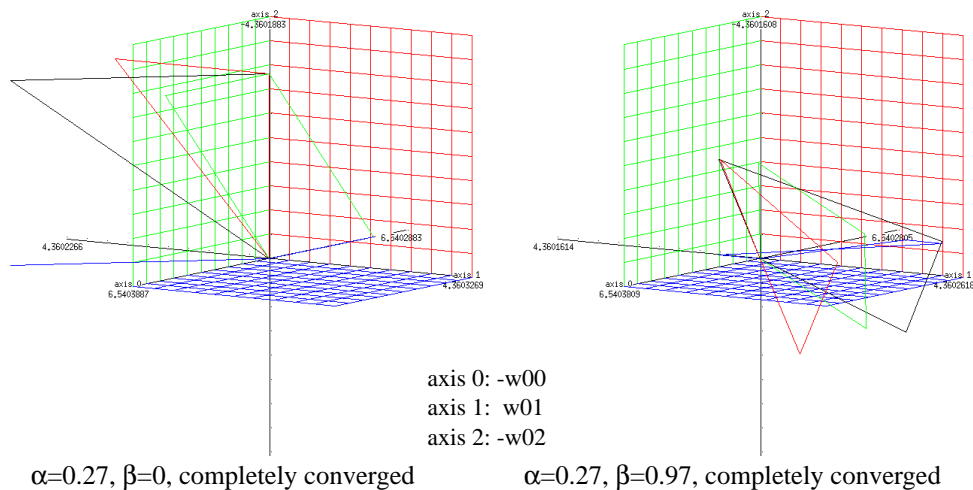 axis 2
-4.3601883
6.5402883
4.3602266
axis 1
4.3603269
axis 0
6.5403887
axis 2
-4.3601608
6.5402805
4.3601614
axis 1
4.3602618
axis 0
6.5403809
axis 0: -w00
axis 1: w01
axis 2: -w02
α=0.27, β=0, completely converged
α=0.27, β=0.97, completely converged